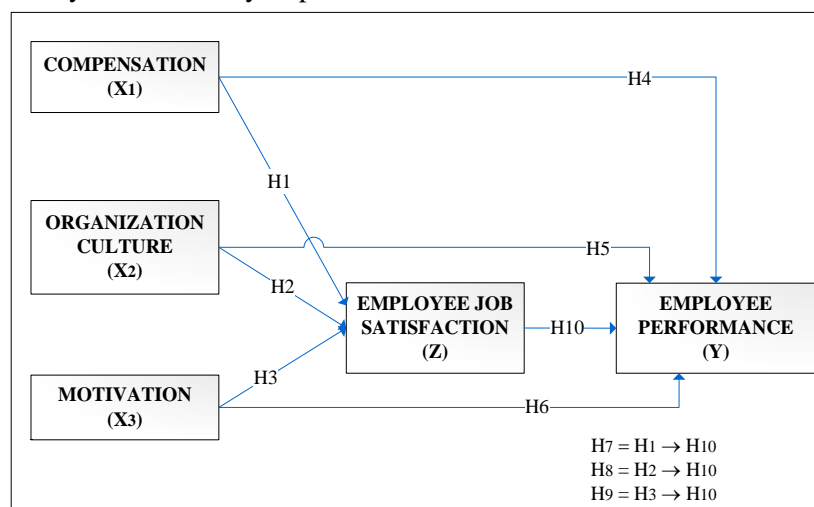 COMPENSATION
(X1)
H4
H1
ORGANIZATION
CULTURE
(X2)
H5
H2
EMPLOYEE JOB
SATISFACTION
(Z)
H10
EMPLOYEE
PERFORMANCE
(Y)
H3
MOTIVATION
(X3)
H6
H7 = H1 → H10
H8 = H2 → H10
H9 = H3 → H10